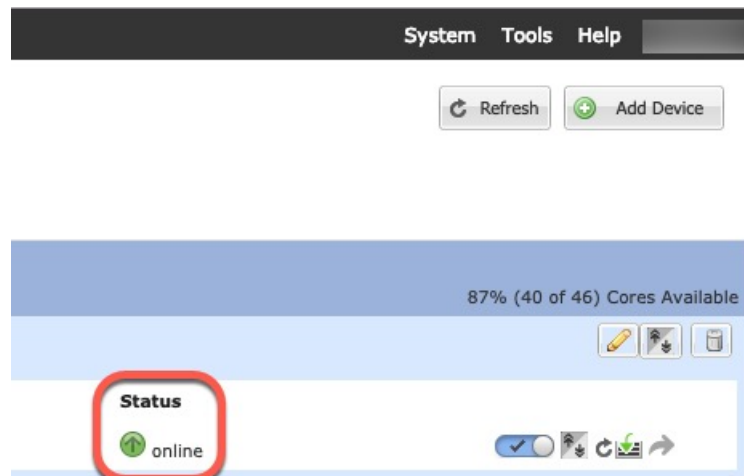 System Tools Help
Refresh Add Device
87% (40 of 46) Cores Available
Status
online